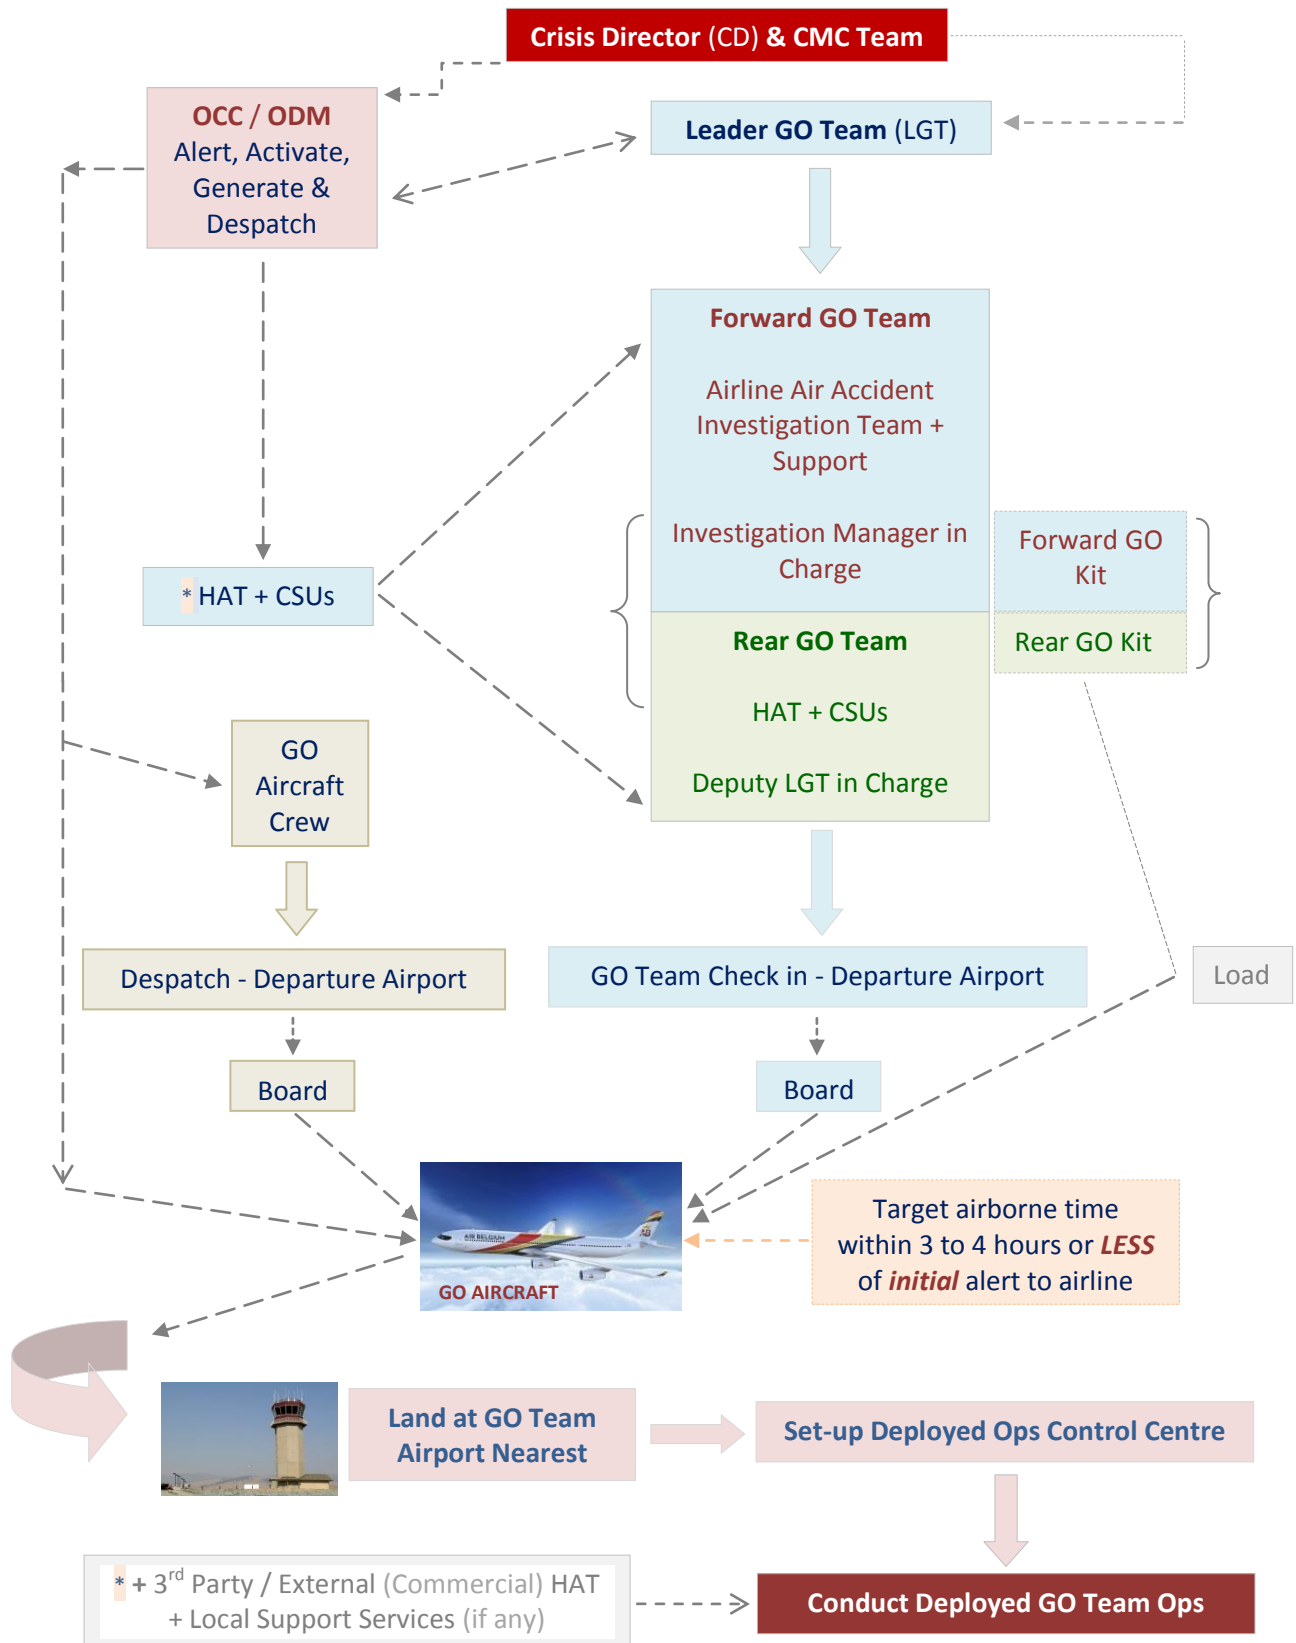 Crisis Director (CD) & CMC Team
OCC / ODM
Alert, Activate,
Generate &
Despatch
Leader GO Team (LGT)
Forward GO Team
Airline Air Accident
Investigation Team +
Support
Investigation Manager in
Charge
Forward GO
Kit
* HAT + CSUs
Rear GO Team
HAT + CSUs
Deputy LGT in Charge
Rear GO Kit
GO
Aircraft
Crew
Despatch - Departure Airport
GO Team Check in - Departure Airport
Load
Board
Board
AIR BELGIUM
GO AIRCRAFT
Target airborne time
within 3 to 4 hours or LESS
of initial alert to airline
Land at GO Team
Airport Nearest
Set-up Deployed Ops Control Centre
* + 3rd Party / External (Commercial) HAT
+ Local Support Services (if any)
Conduct Deployed GO Team Ops